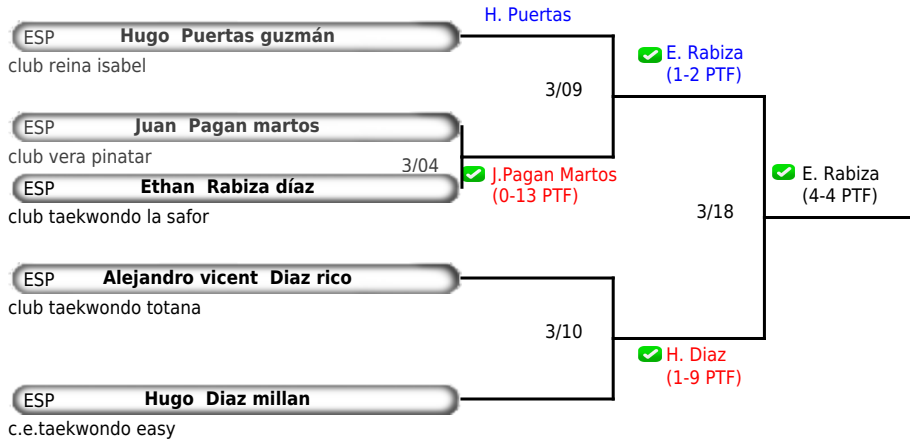 H. Puertas
ESP Hugo Puertas guzmán
club reina isabel
E. Rabiza
(1-2 PTF)
3/09
ESP Juan Pagan martos
club vera pinatar
3/04
J.Pagan Martos
(0-13 PTF)
ESP Ethan Rabiza díaz
club taekwondo la safor
E. Rabiza
(4-4 PTF)
3/18
ESP Alejandro vicent Diaz rico
club taekwondo totana
3/10
H. Diaz
(1-9 PTF)
ESP Hugo Diaz millan
c.e.taekwondo easy